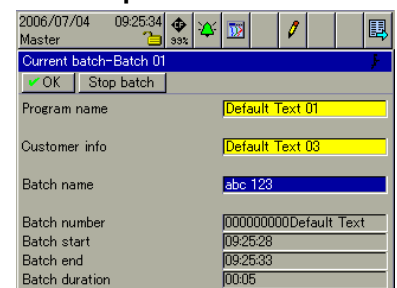 2006/07/04 09:25:34
Master 99%
Current batch-Batch 01
OK Stop batch
Program name Default Text 01
Customer info Default Text 03
Batch name abc 123
Batch number 000000000Default Text
Batch start 09:25:28
Batch end 09:25:33
Batch duration 00:05